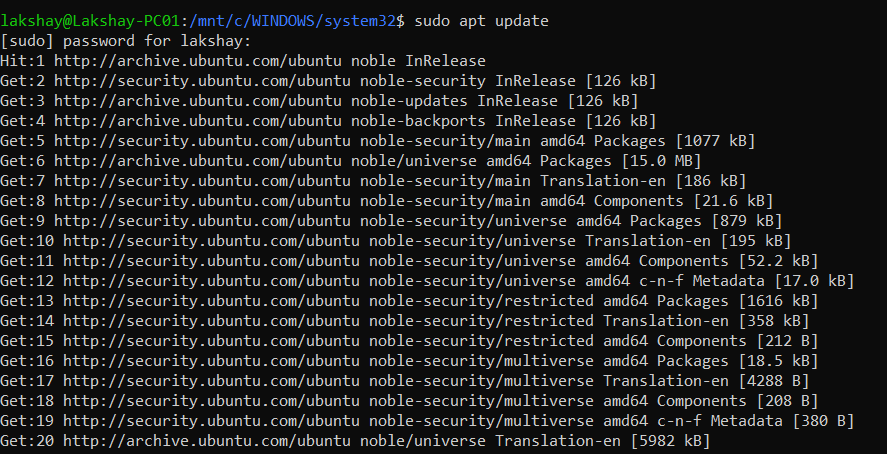 lakshay@Lakshay-PC01:/mnt/c/WINDOWS/system32$ sudo apt update
[sudo] password for lakshay:
Hit:1 http://archive.ubuntu.com/ubuntu noble InRelease
Get:2 http://security.ubuntu.com/ubuntu noble-security InRelease [126 kB]
Get:3 http://archive.ubuntu.com/ubuntu noble-updates InRelease [126 kB]
Get:4 http://archive.ubuntu.com/ubuntu noble-backports InRelease [126 kB]
Get:5 http://security.ubuntu.com/ubuntu noble-security/main amd64 Packages [1077 kB]
Get:6 http://archive.ubuntu.com/ubuntu noble/universe amd64 Packages [15.0 MB]
Get:7 http://security.ubuntu.com/ubuntu noble-security/main Translation-en [186 kB]
Get:8 http://security.ubuntu.com/ubuntu noble-security/main amd64 Components [21.6 kB]
Get:9 http://security.ubuntu.com/ubuntu noble-security/universe amd64 Packages [879 kB]
Get:10 http://security.ubuntu.com/ubuntu noble-security/universe Translation-en [195 kB]
Get:11 http://security.ubuntu.com/ubuntu noble-security/universe amd64 Components [52.2 kB]
Get:12 http://security.ubuntu.com/ubuntu noble-security/universe amd64 c-n-f Metadata [17.0 kB]
Get:13 http://security.ubuntu.com/ubuntu noble-security/restricted amd64 Packages [1616 kB]
Get:14 http://security.ubuntu.com/ubuntu noble-security/restricted Translation-en [358 kB]
Get:15 http://security.ubuntu.com/ubuntu noble-security/restricted amd64 Components [212 B]
Get:16 http://security.ubuntu.com/ubuntu noble-security/multiverse amd64 Packages [18.5 kB]
Get:17 http://security.ubuntu.com/ubuntu noble-security/multiverse Translation-en [4288 B]
Get:18 http://security.ubuntu.com/ubuntu noble-security/multiverse amd64 Components [208 B]
Get:19 http://security.ubuntu.com/ubuntu noble-security/multiverse amd64 c-n-f Metadata [380 B]
Get:20 http://archive.ubuntu.com/ubuntu noble/universe Translation-en [5982 kB]